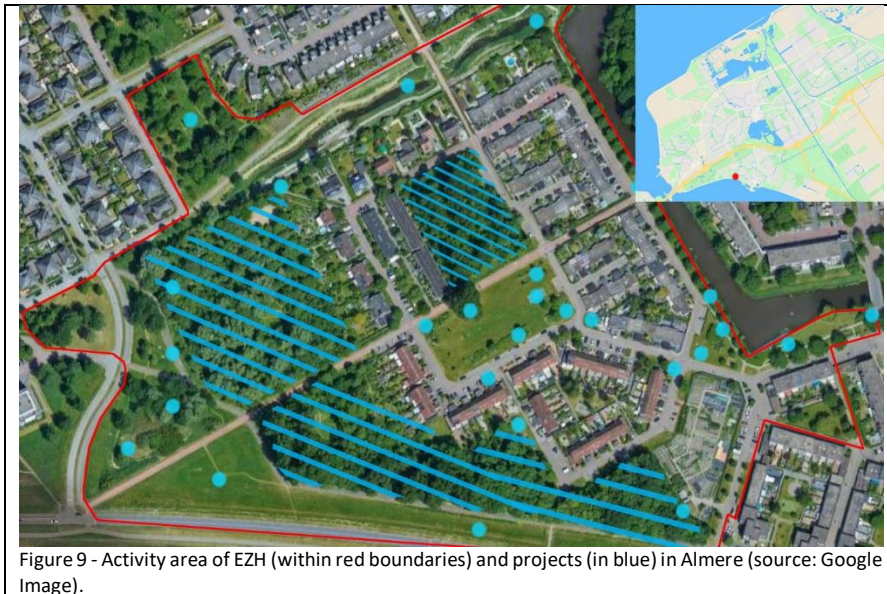 Figure 9 - Activity area of EZH (within red boundaries) and projects (in blue) in Almere (source: Google
Image).